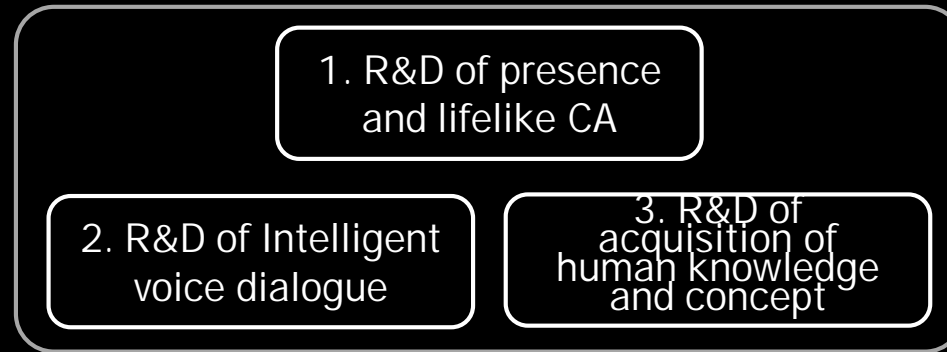 1. R&D of presence
and lifelike CA
2. R&D of Intelligent
voice dialogue
3. R&D of
acquisition of
human knowledge
and concept